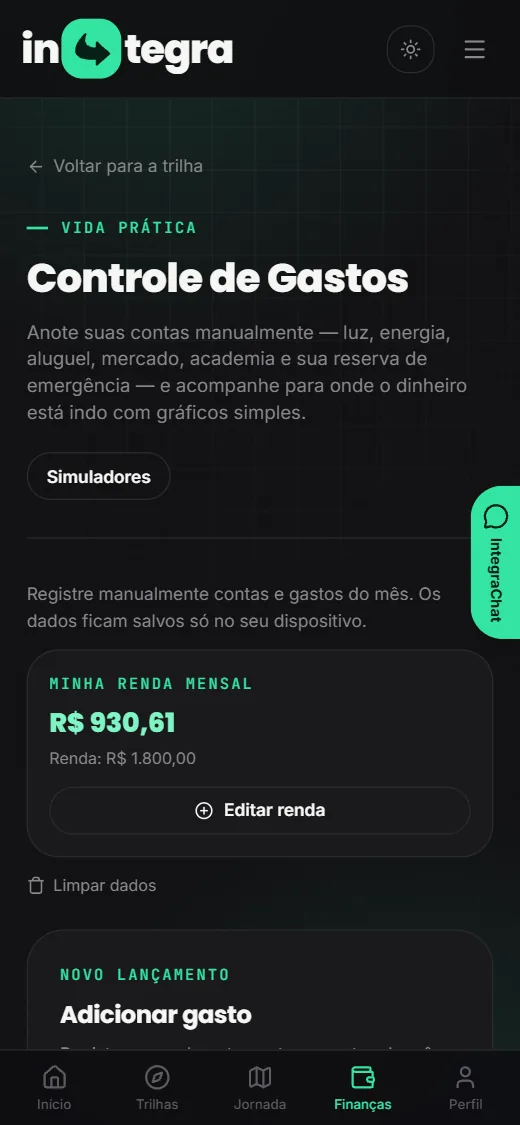 in tegra
Voltar para a trilha
VIDA PRÁTICA
Controle de Gastos
Anote suas contas manualmente — luz, energia,
aluguel, mercado, academia e sua reserva de
emergência — e acompanhe para onde o dinheiro
está indo com gráficos simples.
Simuladores
IntegraChat
Registre manualmente contas e gastos do mês. Os
dados ficam salvos só no seu dispositivo.
MINHA RENDA MENSAL
R$ 930,61
Renda: R$ 1.800,00
Editar renda
Limpar dados
NOVO LANÇAMENTO
Adicionar gasto
Início
Trilhas
Jornada
Finanças
Perfil